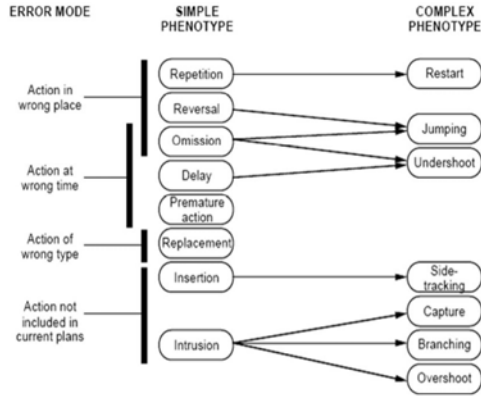 ERROR MODE
SIMPLE
PHENOTYPE
COMPLEX
PHENOTYPE
Action in
wrong place
Action at
wrong time
Action of
wrong type
Action not
included in
current plans
Repetition
Reversal
Omission
Delay
Premature
action
Replacement
Insertion
Intrusion
Restart
Jumping
Undershoot
Side-
tracking
Capture
Branching
Overshoot